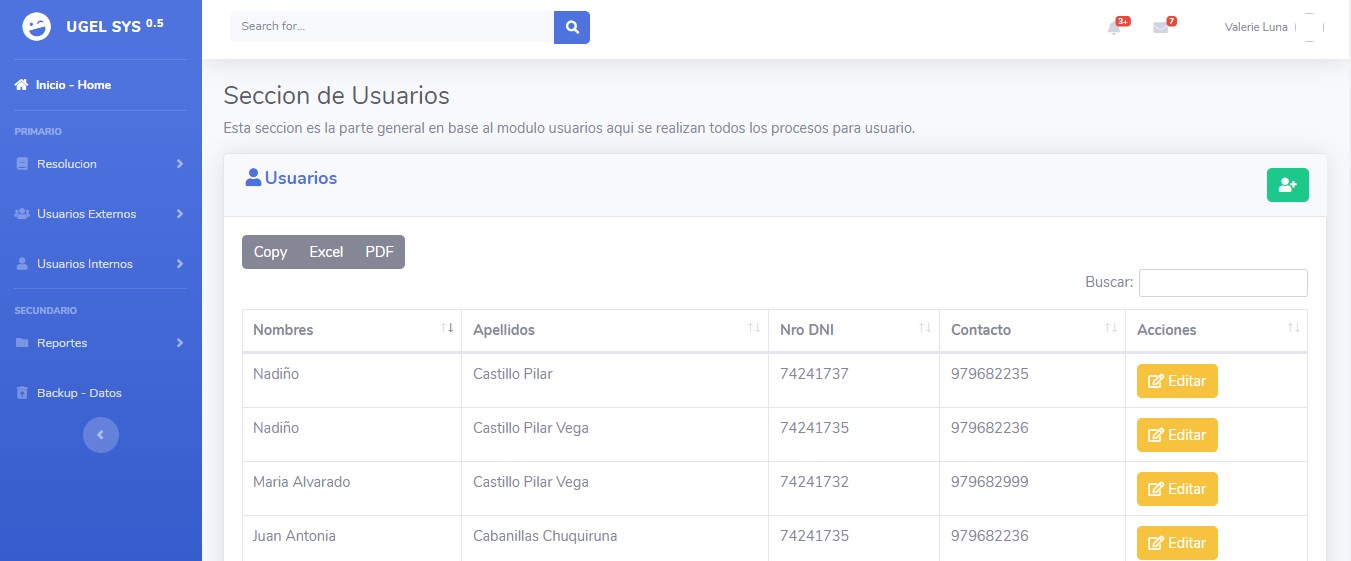 UGEL SYS 0.5
Search for...
3+
7
Valerie Luna
Inicio - Home
PRIMARIO
Resolucion
Usuarios Externos
Usuarios Internos
SECUNDARIO
Reportes
Backup - Datos
Seccion de Usuarios
Esta seccion es la parte general en base al modulo usuarios aqui se realizan todos los procesos para usuario.
Usuarios
Copy Excel PDF
Buscar:
Nombres Apellidos Nro DNI Contacto Acciones
Nadiño Castillo Pilar 74241737 979682235 Editar
Nadiño Castillo Pilar Vega 74241735 979682236 Editar
Maria Alvarado Castillo Pilar Vega 74241732 979682999 Editar
Juan Antonia Cabanillas Chuquiruna 74241735 979682236 Editar